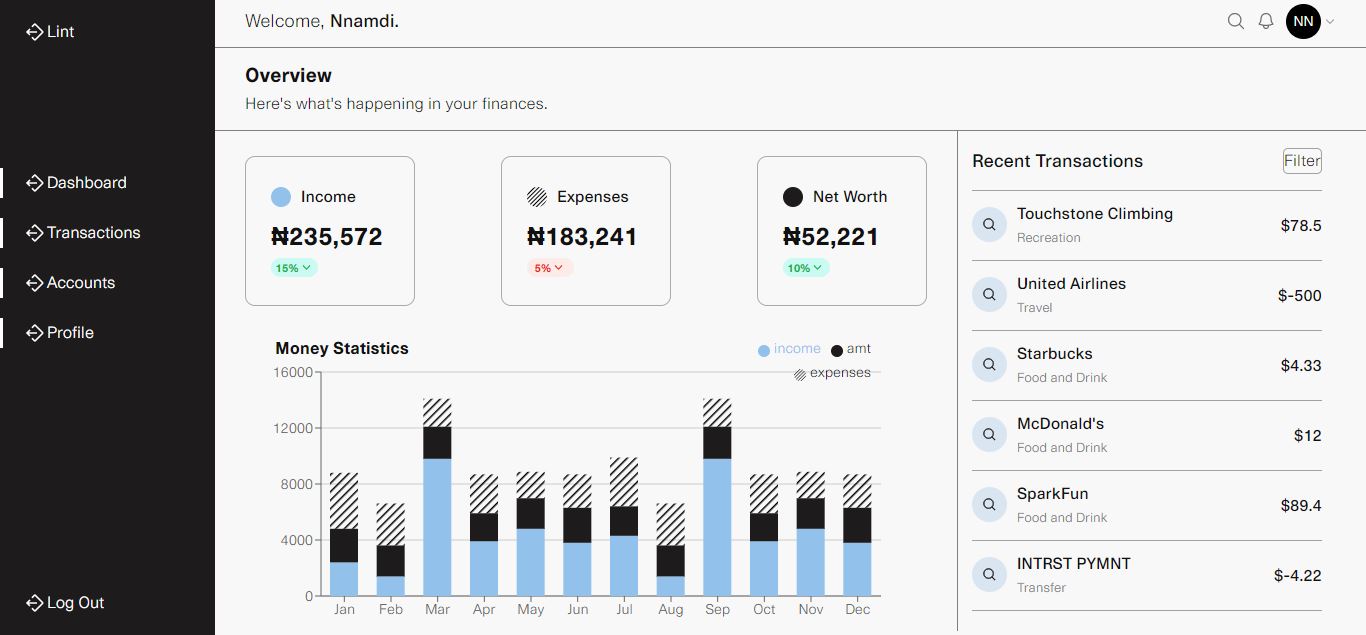 Lint
Dashboard
Transactions
Accounts
Profile
Log Out
Welcome, Nnamdi.
NN
Overview
Here's what's happening in your finances.
Income
₦235,572
15%
Expenses
₦183,241
5%
Net Worth
₦52,221
10%
Money Statistics
income amt
expenses
16000
12000
8000
4000
0
Jan Feb Mar Apr May Jun Jul Aug Sep Oct Nov Dec
Recent Transactions Filter
Touchstone Climbing
Recreation
$78.5
United Airlines
Travel
$-500
Starbucks
Food and Drink
$4.33
McDonald's
Food and Drink
$12
SparkFun
Food and Drink
$89.4
INTRST PYMNT
Transfer
$-4.22